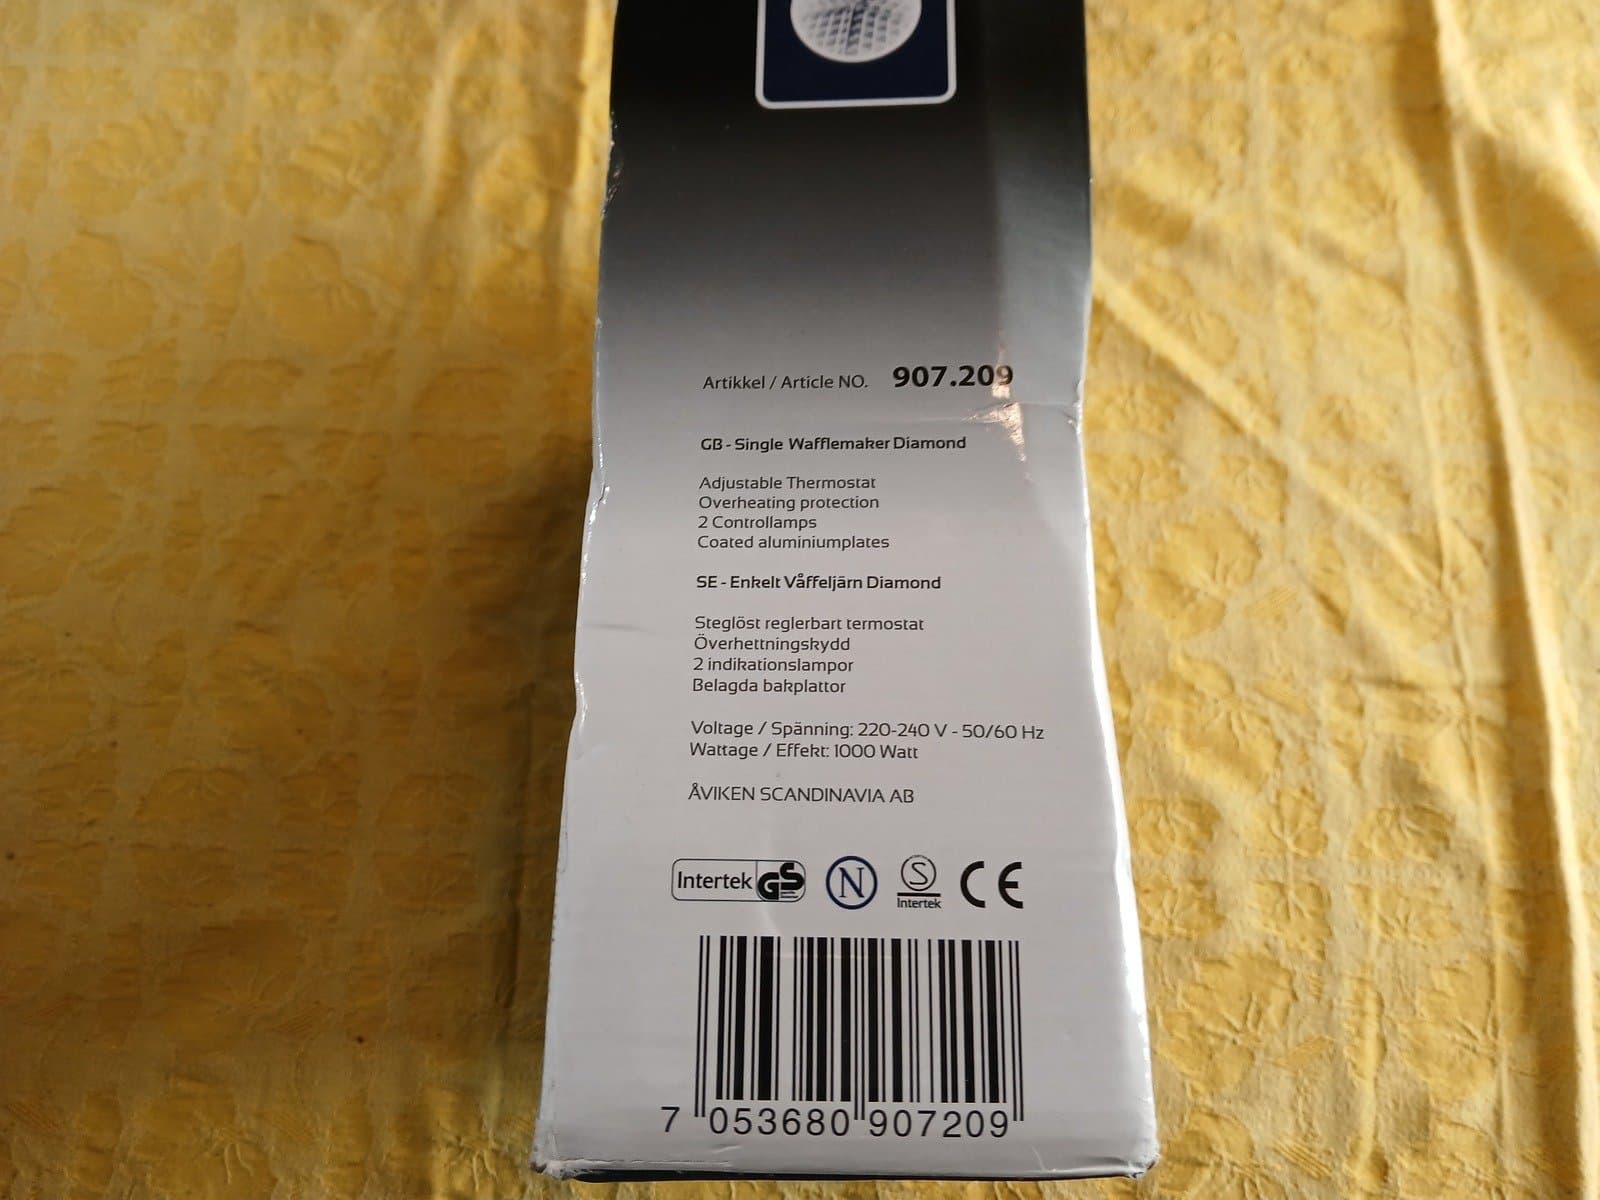 Artikkel / Article NO. 907.209
GB - Single Wafflemaker Diamond
Adjustable Thermostat
Overheating protection
2 Controllamps
Coated aluminiumplates
SE - Enkelt Våffeljärn Diamond
Steglöst reglerbart termostat
Överhettningskydd
2 indikationslampor
Belagda bakplattor
Voltage / Spänning: 220-240 V - 50/60 Hz
Wattage / Effekt: 1000 Watt
ÅVIKEN SCANDINAVIA AB
Intertek GS N S Intertek CE
7 053680 907209